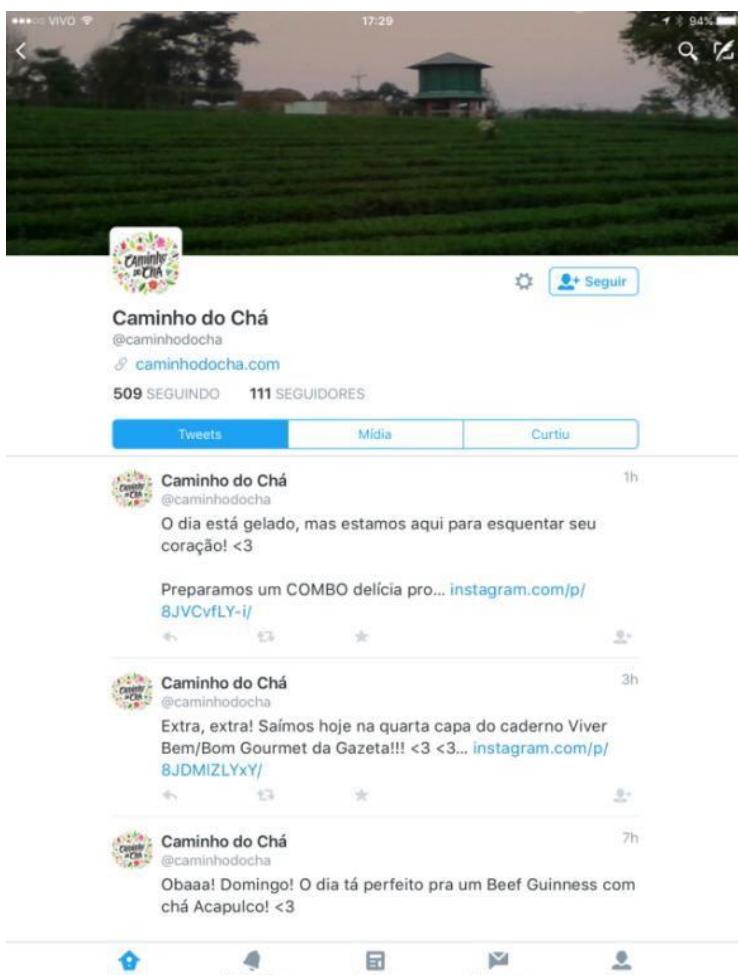 VIVO 17:29 94%
CAMINHO
DO CHÁ
Seguir
Caminho do Chá
@caminhodocha
caminhodocha.com
509 SEGUINDO 111 SEGUIDORES
Tweets Mídia Curtiu
Caminho do Chá 1h
@caminhodocha
O dia está gelado, mas estamos aqui para esquentar seu
coração! <3
Preparamos um COMBO delícia pro... instagram.com/p/
8JVCvfLY-i/
Caminho do Chá 3h
@caminhodocha
Extra, extra! Saímos hoje na quarta capa do caderno Viver
Bem/Bom Gourmet da Gazeta!!! <3 <3... instagram.com/p/
8JDMlZLYxY/
Caminho do Chá 7h
@caminhodocha
Obaaa! Domingo! O dia tá perfeito pra um Beef Guinness com
chá Acapulco! <3